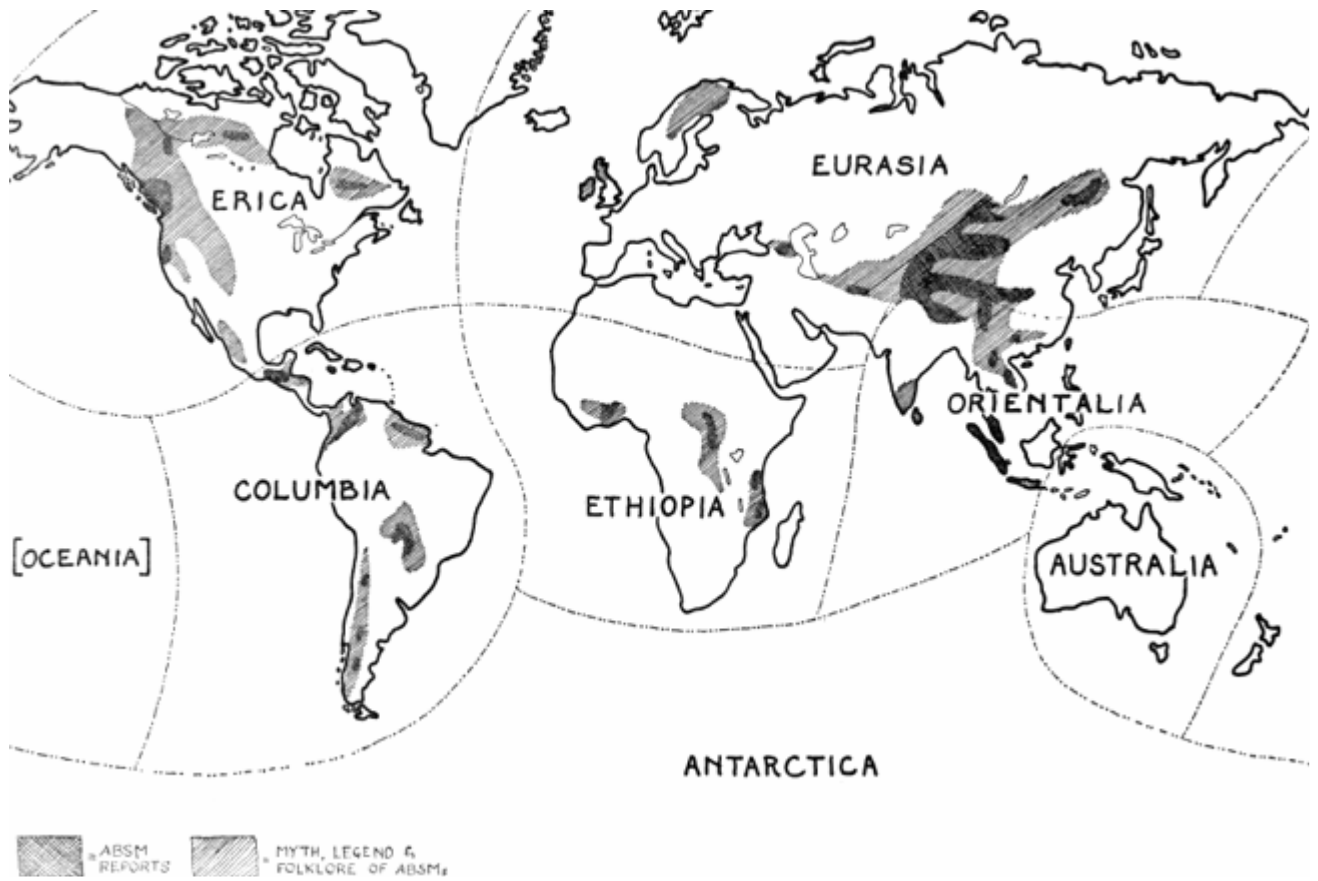 ERICA
EURASIA
ORIENTALIA
COLUMBIA
ETHIOPIA
[OCEANIA]
AUSTRALIA
ANTARCTICA
= ABSM
REPORTS
= MYTH, LEGEND &
FOLKLORE OF ABSMs